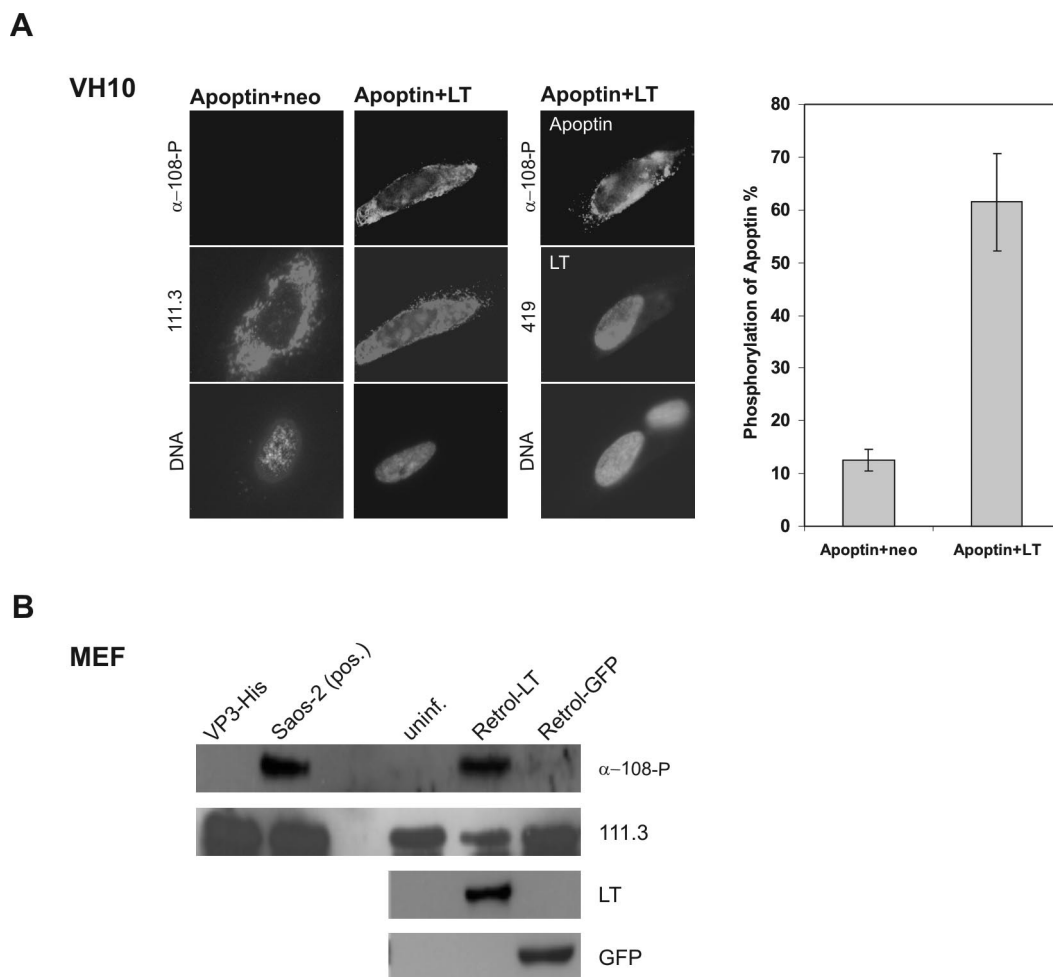 A
VH10
Apoptin+neo
Apoptin+LT
Apoptin+LT
α–108-P
111.3
DNA
Apoptin
α–108-P
LT
419
DNA
Phosphorylation of Apoptin %
80
70
60
50
40
30
20
10
0
Apoptin+neo
Apoptin+LT
B
MEF
VP3-His
Saos-2 (pos.)
uninf.
Retrol-LT
Retrol-GFP
α–108-P
111.3
LT
GFP